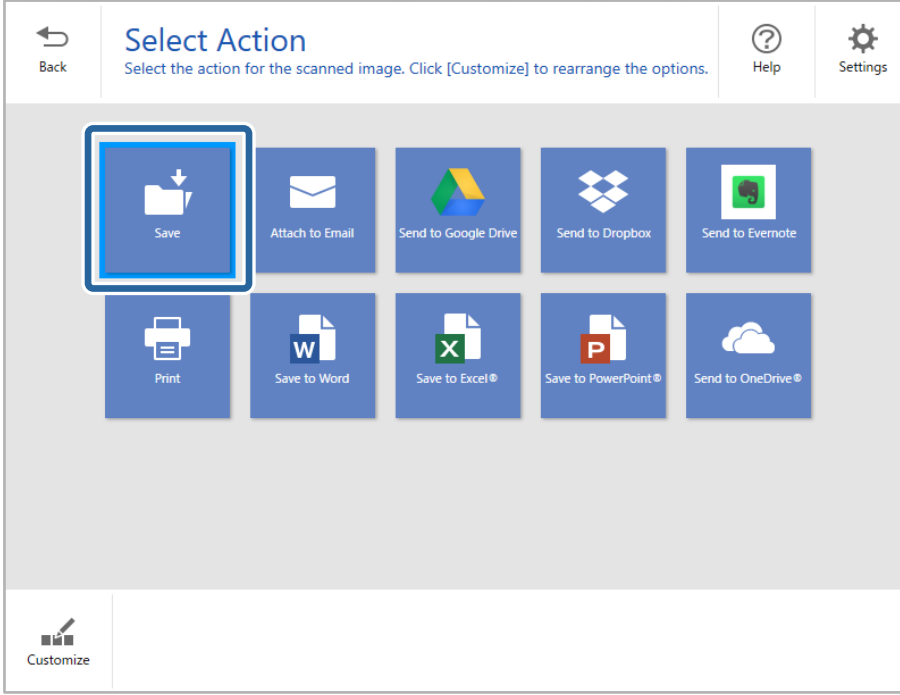 Back
Select Action
Select the action for the scanned image. Click [Customize] to rearrange the options.
Help
Settings
Save
Attach to Email
Send to Google Drive
Send to Dropbox
Send to Evernote
Print
W
Save to Word
X
Save to Excel®
P
Save to PowerPoint®
Send to OneDrive®
Customize